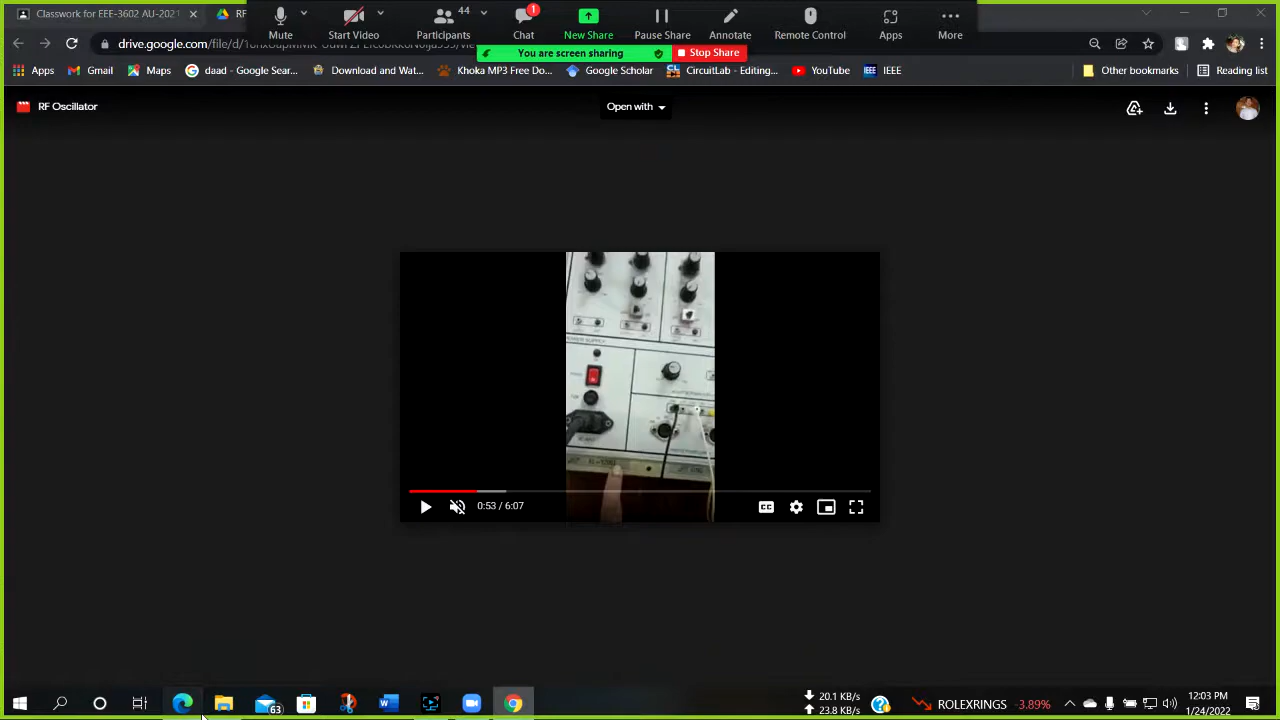 Classwork for EEE-3602 AU-2021
RF
Mute
Start Video
44
Participants
1
Chat
New Share
Pause Share
Annotate
Remote Control
Apps
More
You are screen sharing
Stop Share
drive.google.com/file/d/
Apps
Gmail
Maps
daad - Google Sear...
Download and Wat...
Khoka MP3 Free Do...
Google Scholar
CircuitLab - Editing...
YouTube
IEEE
Other bookmarks
Reading list
RF Oscillator
Open with
POWER SUPPLY
0:53 / 6:07
CC
63
20.1 KB/s
23.8 KB/s
ROLEXRINGS -3.89%
12:03 PM
1/24/2022